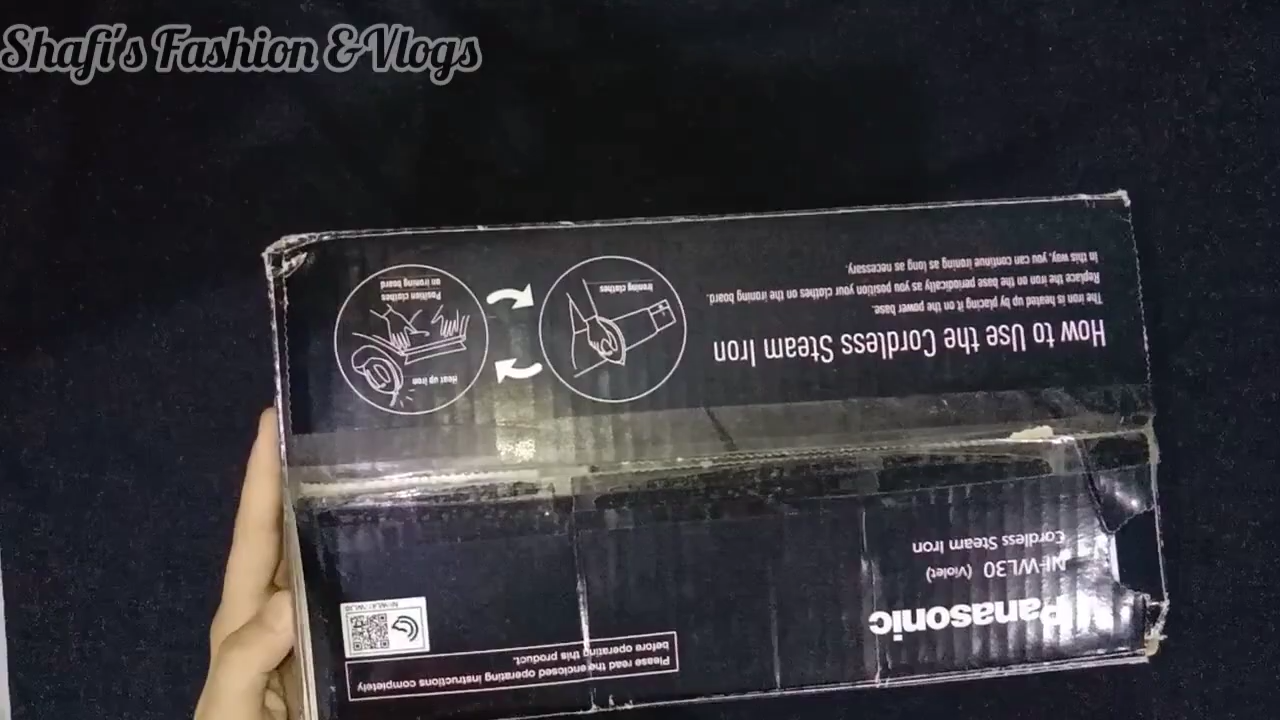 Shafi's Fashion & Vlogs
Panasonic
NI-WL30 (Violet)
Cordless Steam Iron
Please read the enclosed operating instructions completely
before operating this product.
How to Use the Cordless Steam Iron
The iron is heated up by placing it on the power base.
Replace the iron on the base periodically as you position your clothes on the ironing board.
In this way, you can continue ironing as long as necessary.
Ironing clothes
Heat up iron
Position clothes
on ironing board